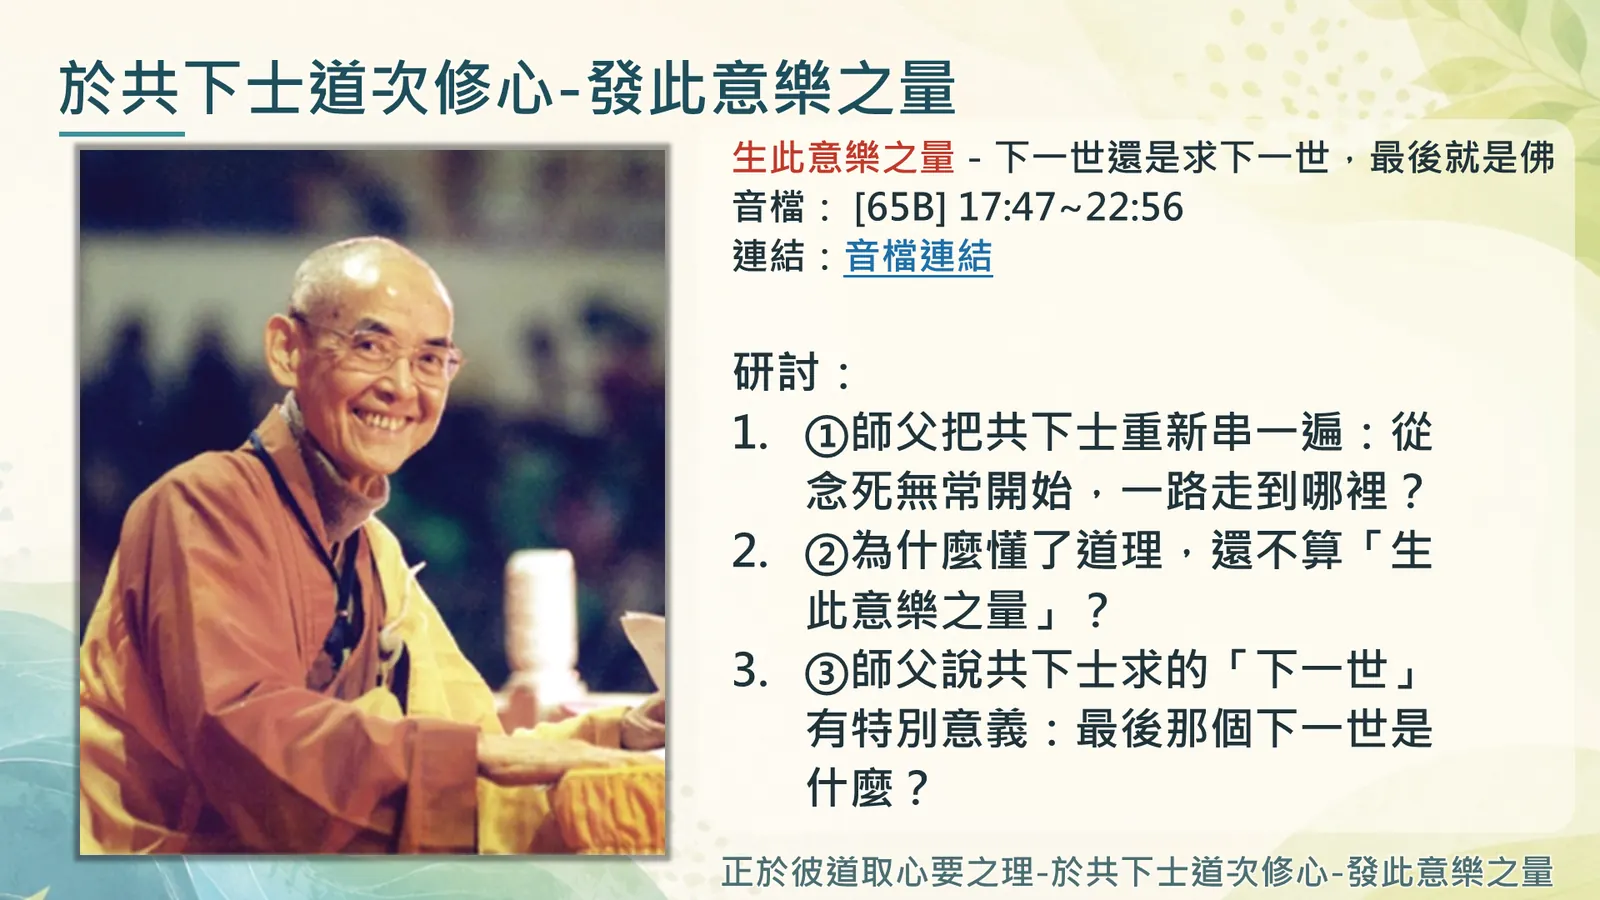 於共下士道次修心-發此意樂之量
生此意樂之量 - 下一世還是求下一世，最後就是佛
音檔： [65B] 17:47~22:56
連結：音檔連結
研討：
1. ①師父把共下士重新串一遍：從
念死無常開始，一路走到哪裡？
2. ②為什麼懂了道理，還不算「生
此意樂之量」？
3. ③師父說共下士求的「下一世」
有特別意義：最後那個下一世是
什麼？
正於彼道取心要之理-於共下士道次修心-發此意樂之量